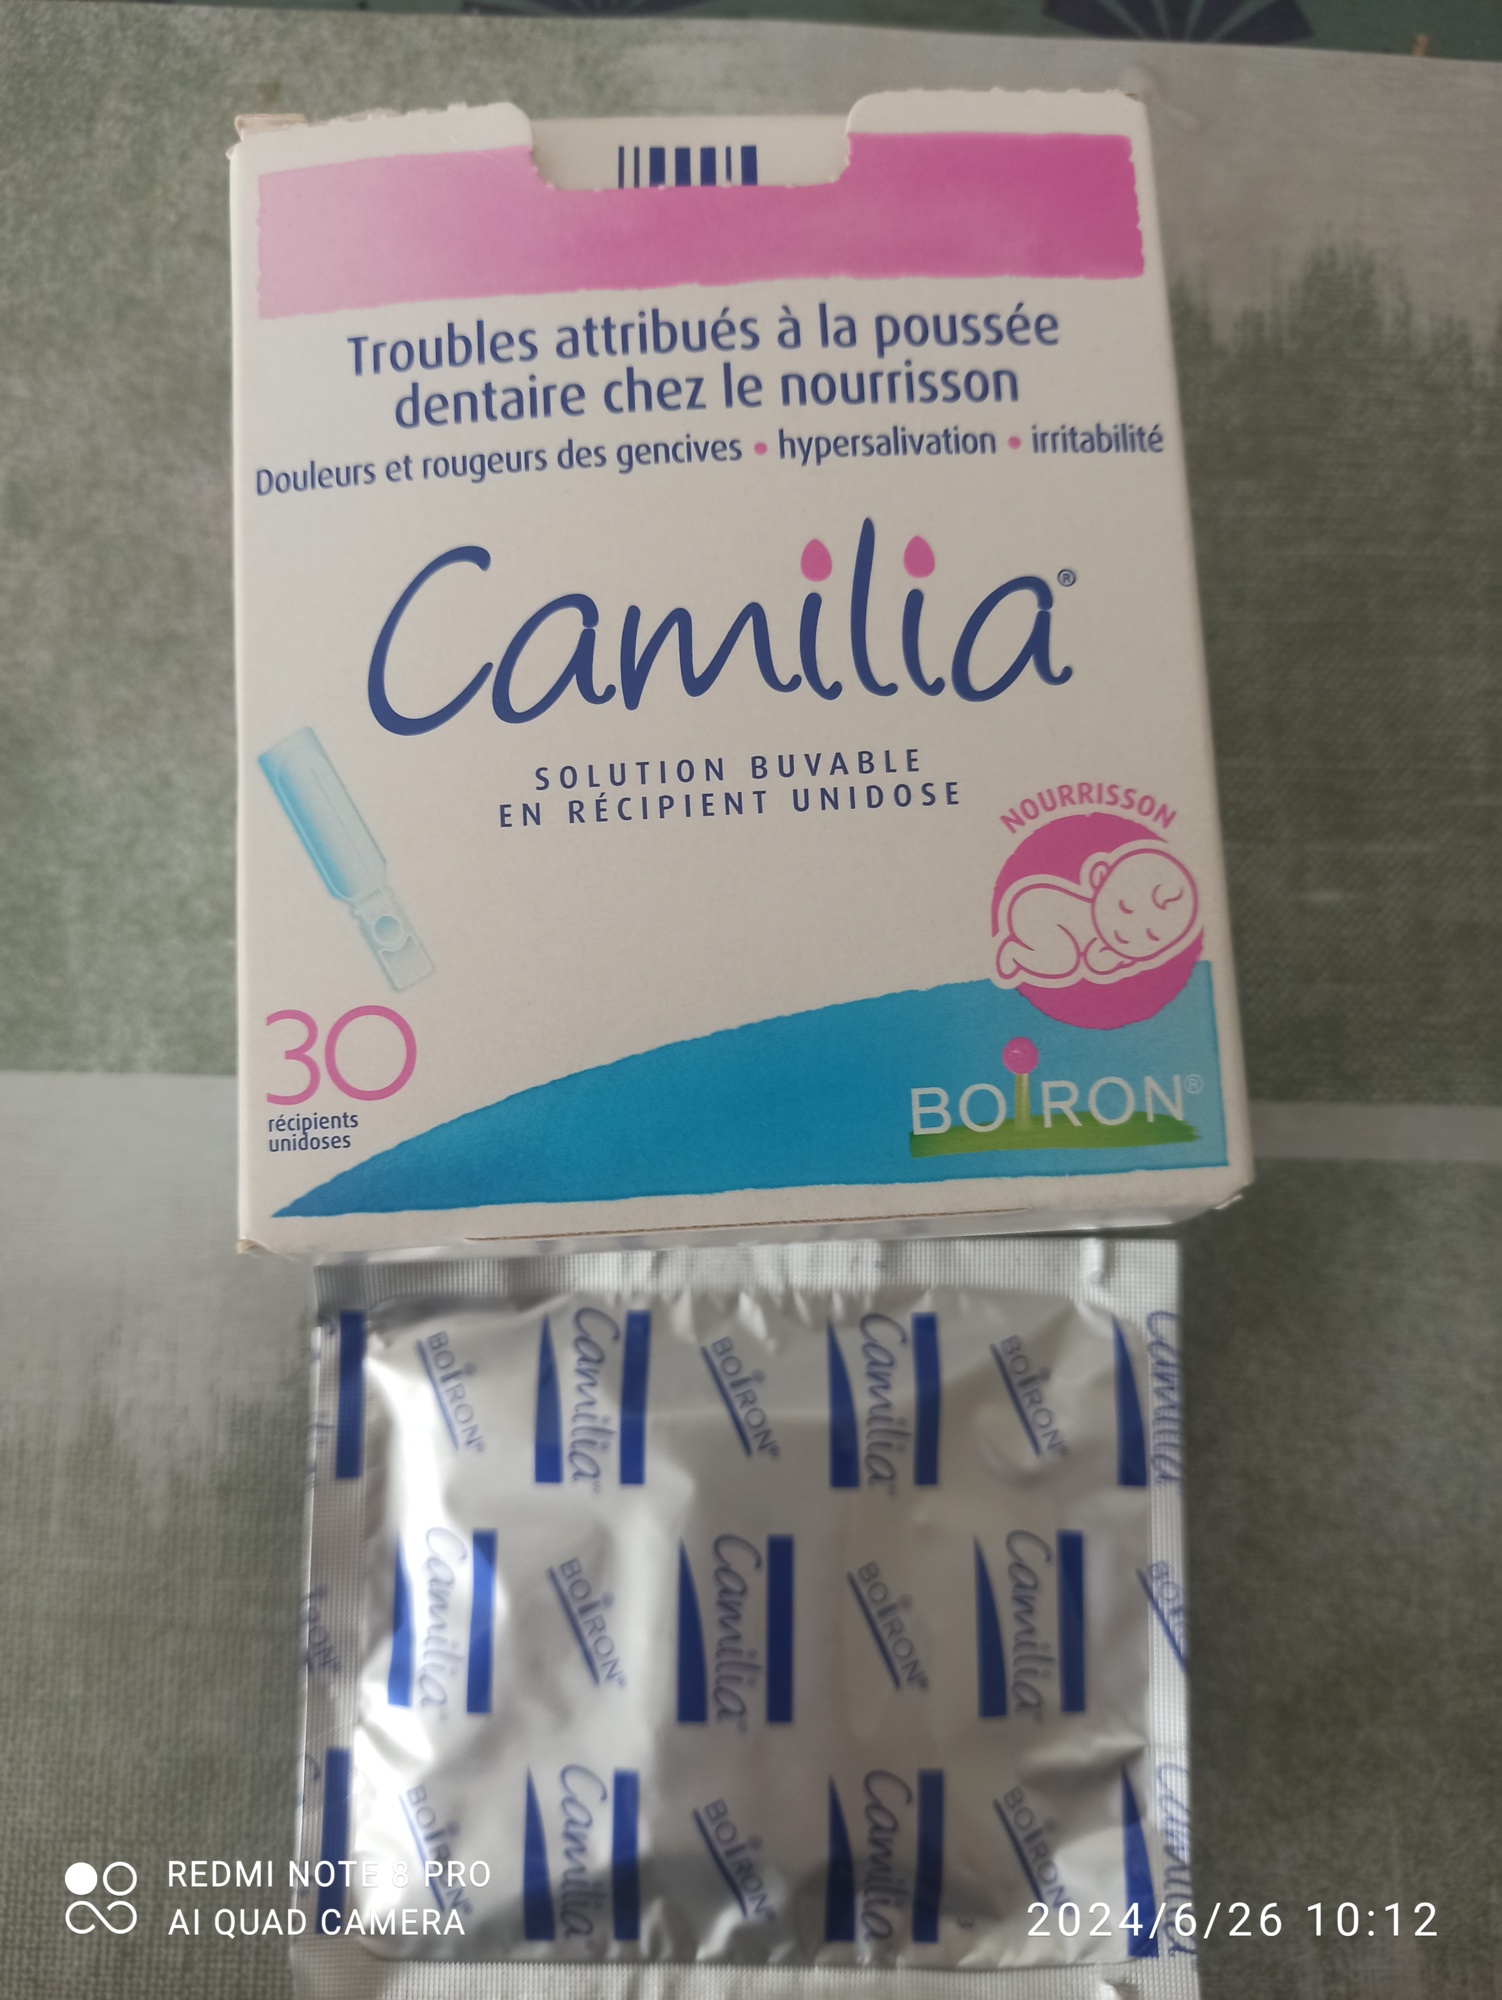 Troubles attribués à la poussée
dentaire chez le nourrisson
Douleurs et rougeurs des gencives • hypersalivation • irritabilité
Camilia®
SOLUTION BUVABLE
EN RÉCIPIENT UNIDOSE
NOURRISSON
30
récipients
unidoses
BOIRON®
BOIRON®
Camilia®
BOIRON®
Camilia®
BOIRON®
Camilia
Camilia®
BOIRON®
Camilia®
BOIRON®
Camilia®
BOIRON®
Camilia®
BOIRON®
Camilia®
BOIRON®
Camilia
REDMI NOTE 8 PRO
AI QUAD CAMERA
2024/6/26 10:12